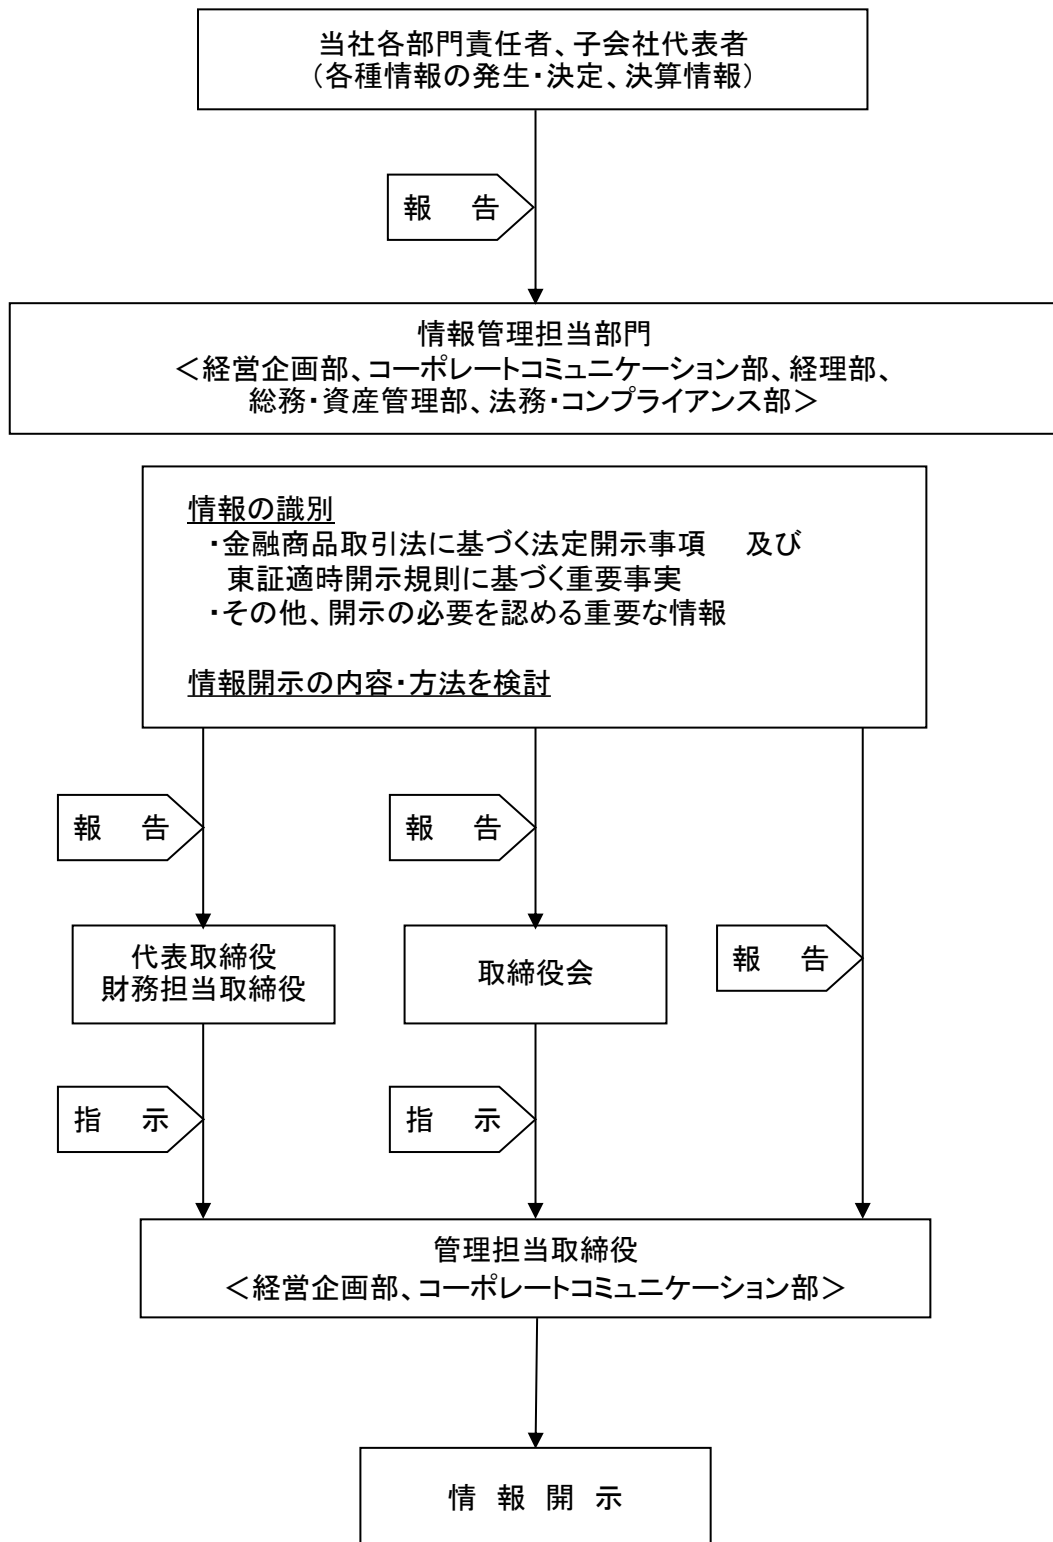 当社各部門責任者、子会社代表者
（各種情報の発生・決定、決算情報）
報 告
情報管理担当部門
＜経営企画部、コーポレートコミュニケーション部、経理部、
総務・資産管理部、法務・コンプライアンス部＞
情報の識別
・金融商品取引法に基づく法定開示事項 及び
東証適時開示規則に基づく重要事実
・その他、開示の必要を認める重要な情報
情報開示の内容・方法を検討
報 告
報 告
代表取締役
財務担当取締役
取締役会
報 告
指 示
指 示
管理担当取締役
＜経営企画部、コーポレートコミュニケーション部＞
情 報 開 示